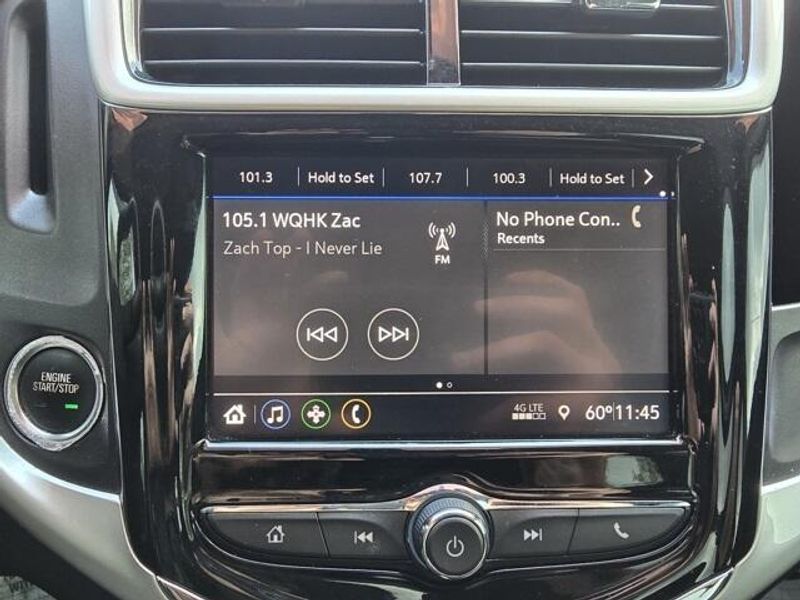 101.3 Hold to Set 107.7 100.3 Hold to Set
105.1 WQHK Zac
Zach Top - I Never Lie
FM
No Phone Con..
Recents
ENGINE
START/STOP
4G LTE
60° 11:45